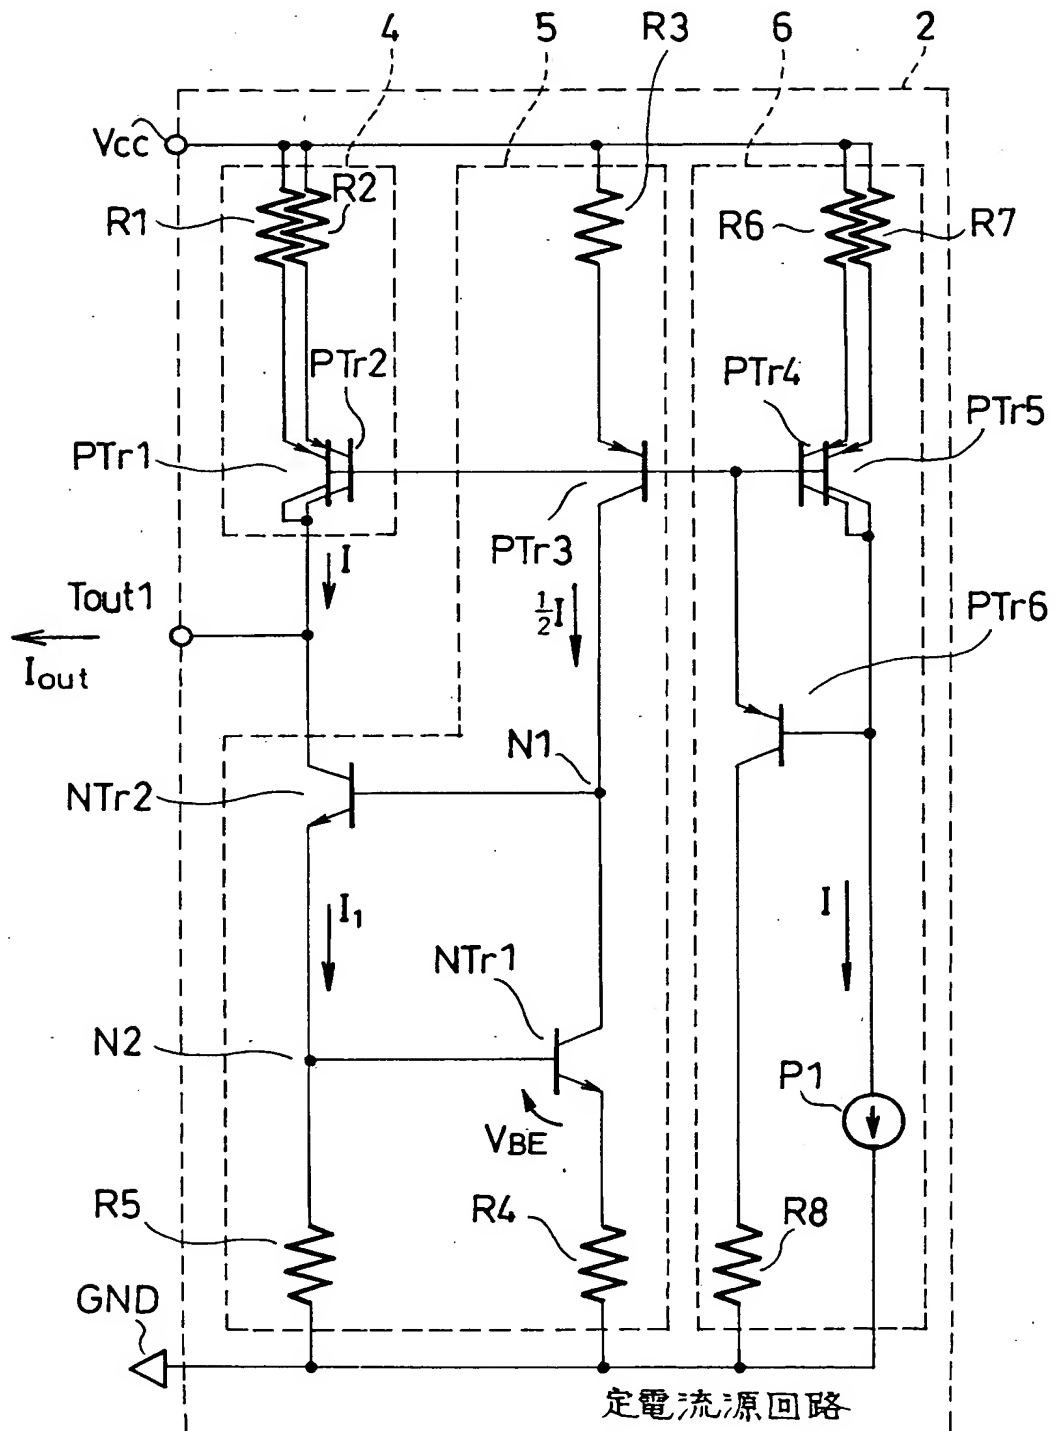 4
5
R3
6
2
Vcc
R1
R2
R6
R7
PTr2
PTr4
PTr1
PTr5
PTr3
I
Tout1
Iout
½I
PTr6
N1
NTr2
I₁
I
NTr1
N2
P1
VBE
R5
R4
R8
GND
定電流源回路